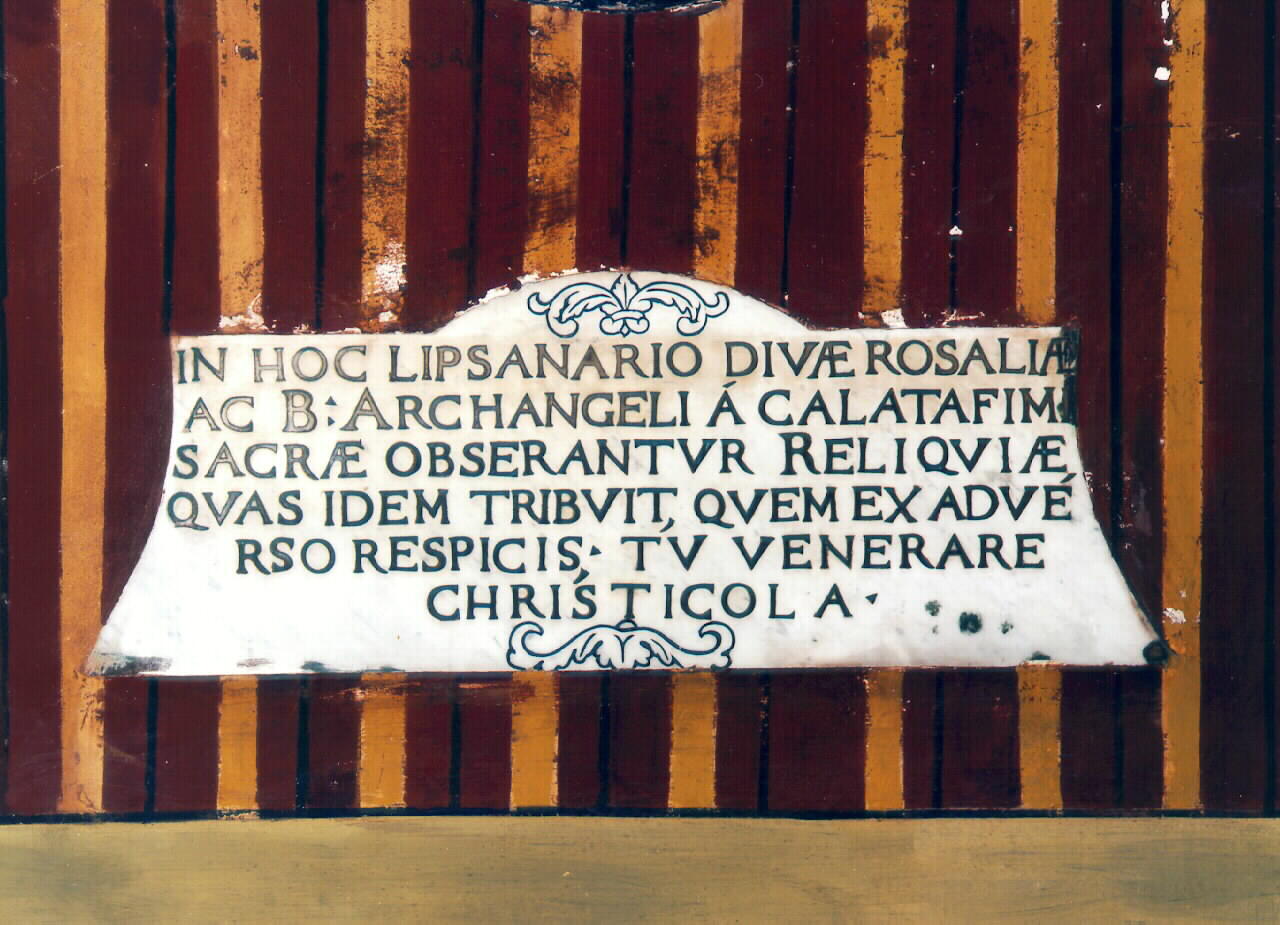 IN HOC LIPSANARIO DIVÆ ROSALIÆ
AC B: ARCHANGELI Á CALATAFIM
SACRÆ OBSERANTVR RELIQVIÆ,
QVAS IDEM TRIBVIT, QVEM EX ADVÉ
RSO RESPICIS· TV VENERARE
CHRISTICOLA·